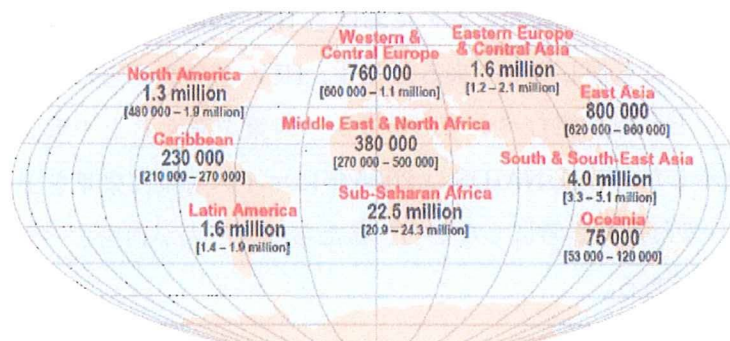 North America
1.3 million
[480 000 – 1.9 million]
Caribbean
230 000
[210 000 – 270 000]
Latin America
1.6 million
[1.4 – 1.9 million]
Western &
Central Europe
760 000
[600 000 – 1.1 million]
Middle East & North Africa
380 000
[270 000 – 500 000]
Sub-Saharan Africa
22.5 million
[20.9 – 24.3 million]
Eastern Europe
& Central Asia
1.6 million
[1.2 – 2.1 million]
East Asia
800 000
[620 000 – 960 000]
South & South-East Asia
4.0 million
[3.3 – 5.1 million]
Oceania
75 000
[53 000 – 120 000]